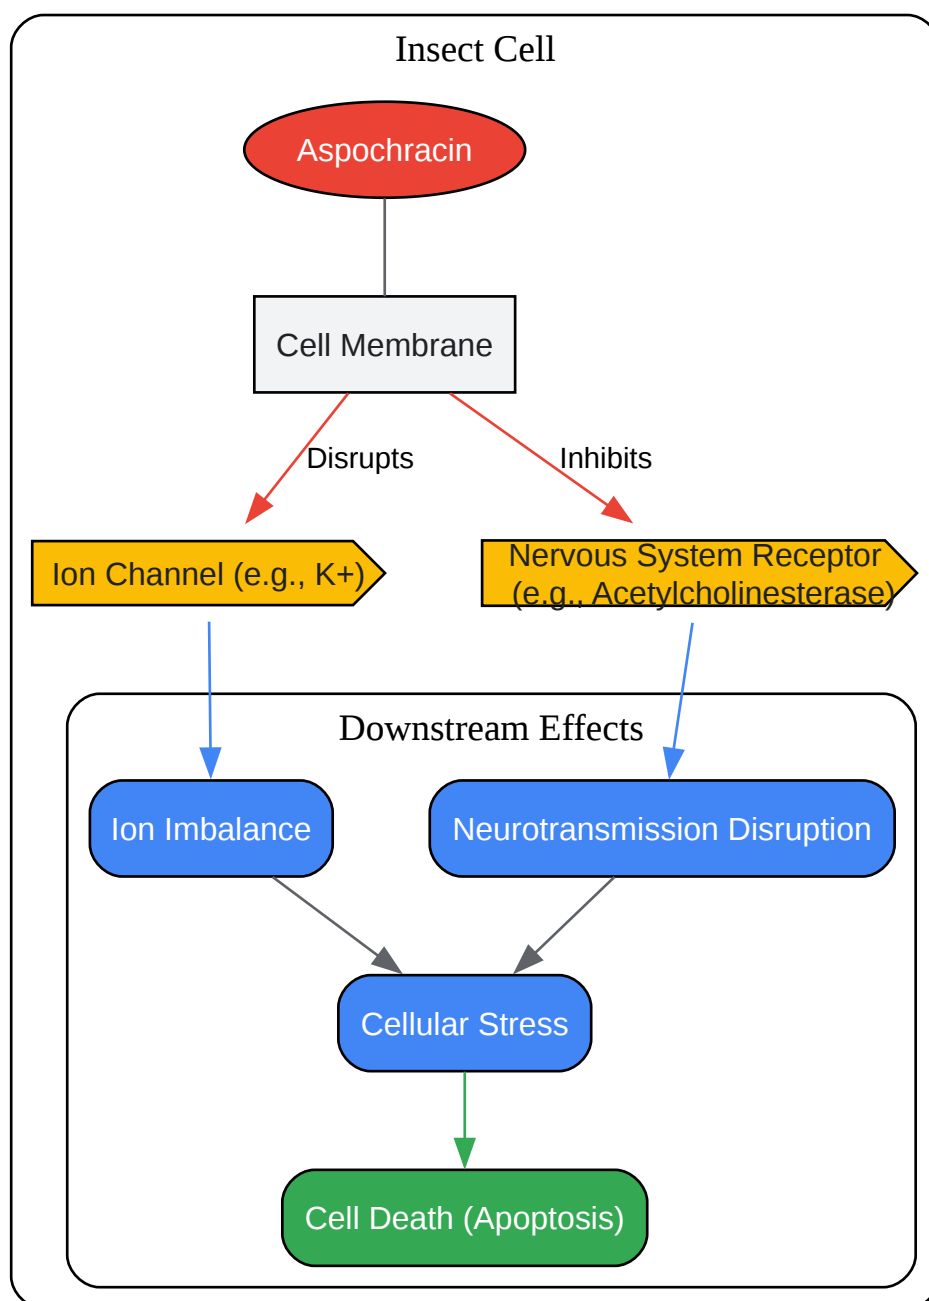 Insect Cell
Aspochracin
Cell Membrane
Disrupts
Inhibits
Ion Channel (e.g., K+)
Nervous System Receptor
(e.g., Acetylcholinesterase)
Downstream Effects
Ion Imbalance
Neurotransmission Disruption
Cellular Stress
Cell Death (Apoptosis)